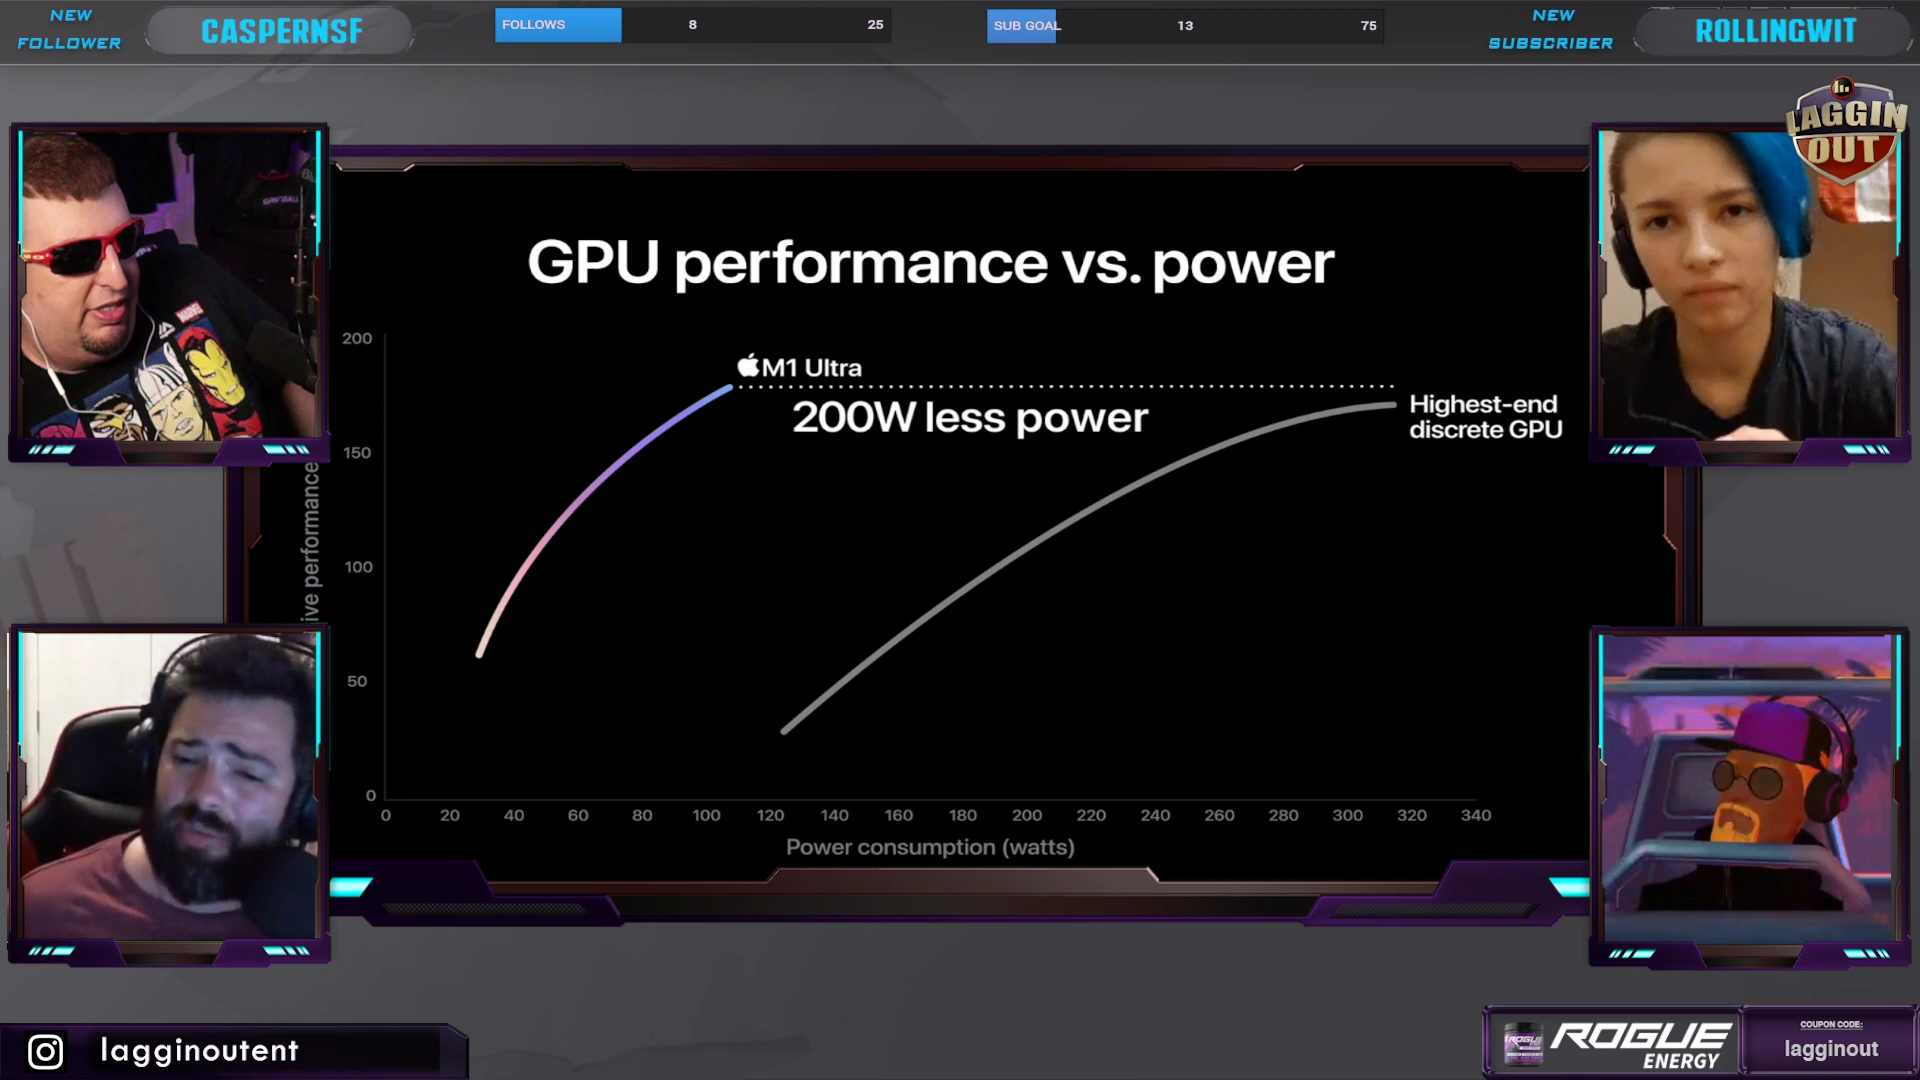 NEW
FOLLOWER
CASPERNSF
FOLLOWS 8 25
SUB GOAL 13 75
NEW
SUBSCRIBER
ROLLINGWIT
LAGGIN
OUT
GPU performance vs. power
200
M1 Ultra
200W less power
Highest-end
discrete GPU
150
100
50
0
ive performance
0 20 40 60 80 100 120 140 160 180 200 220 240 260 280 300 320 340
Power consumption (watts)
MARVEL
lagginoutent
ROGUE
ENERGY
COUPON CODE:
lagginout